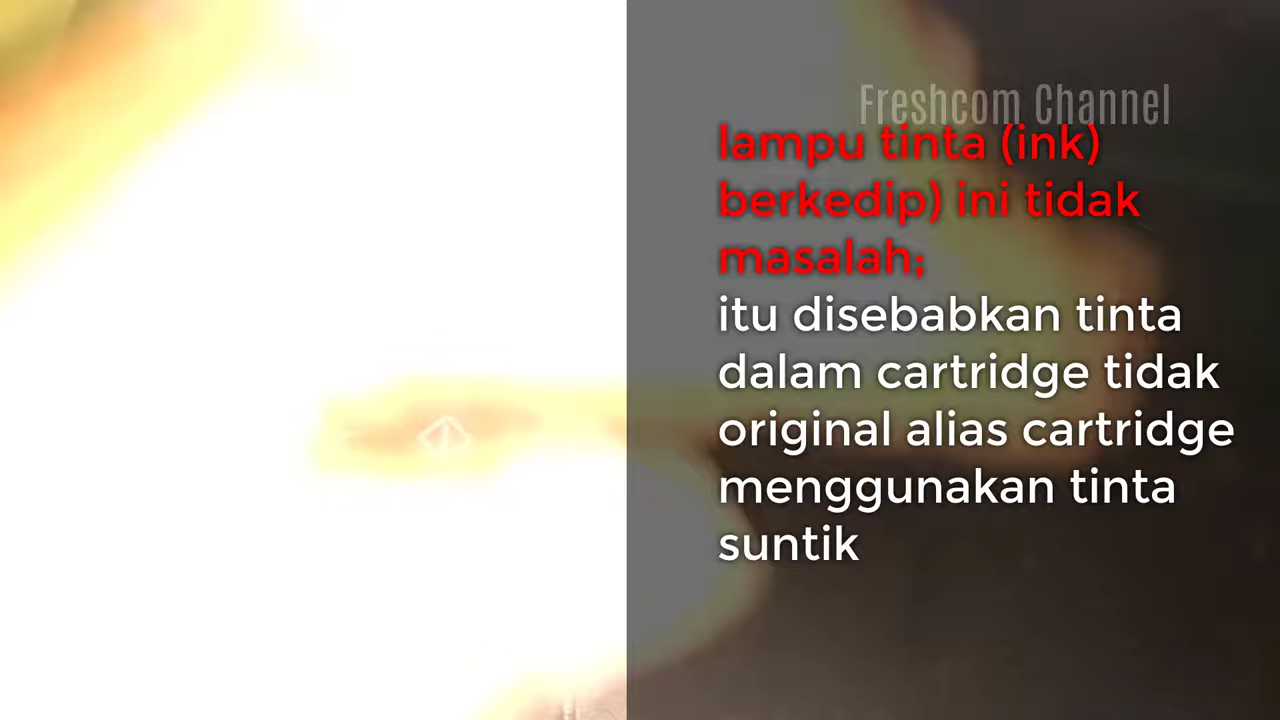 Freshcom Channel
lampu tinta (ink)
berkedip) ini tidak
masalah;
itu disebabkan tinta
dalam cartridge tidak
original alias cartridge
menggunakan tinta
suntik